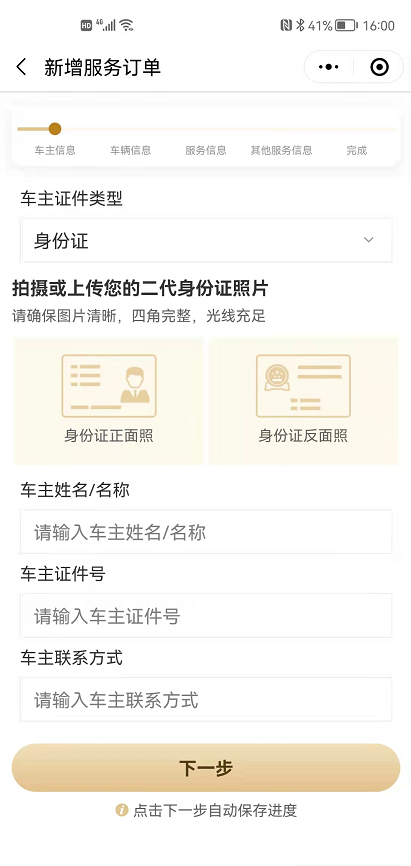 HD 4G 41% 16:00
新增服务订单
车主信息 车辆信息 服务信息 其他服务信息 完成
车主证件类型
身份证
拍摄或上传您的二代身份证照片
请确保图片清晰，四角完整，光线充足
身份证正面照 身份证反面照
车主姓名/名称
请输入车主姓名/名称
车主证件号
请输入车主证件号
车主联系方式
请输入车主联系方式
下一步
点击下一步自动保存进度